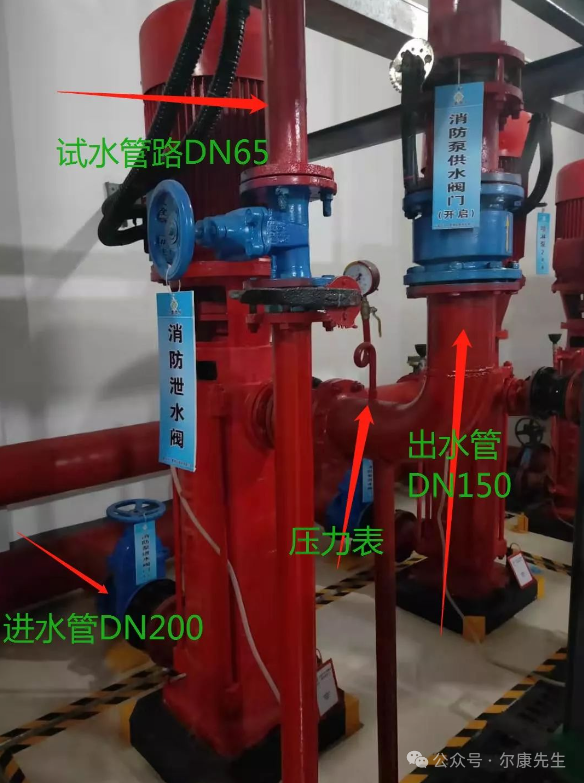 试水管路DN65
消防泵供水阀门
（开启）
消防泄水阀
出水管
DN150
压力表
进水管DN200
公众号·尔康先生